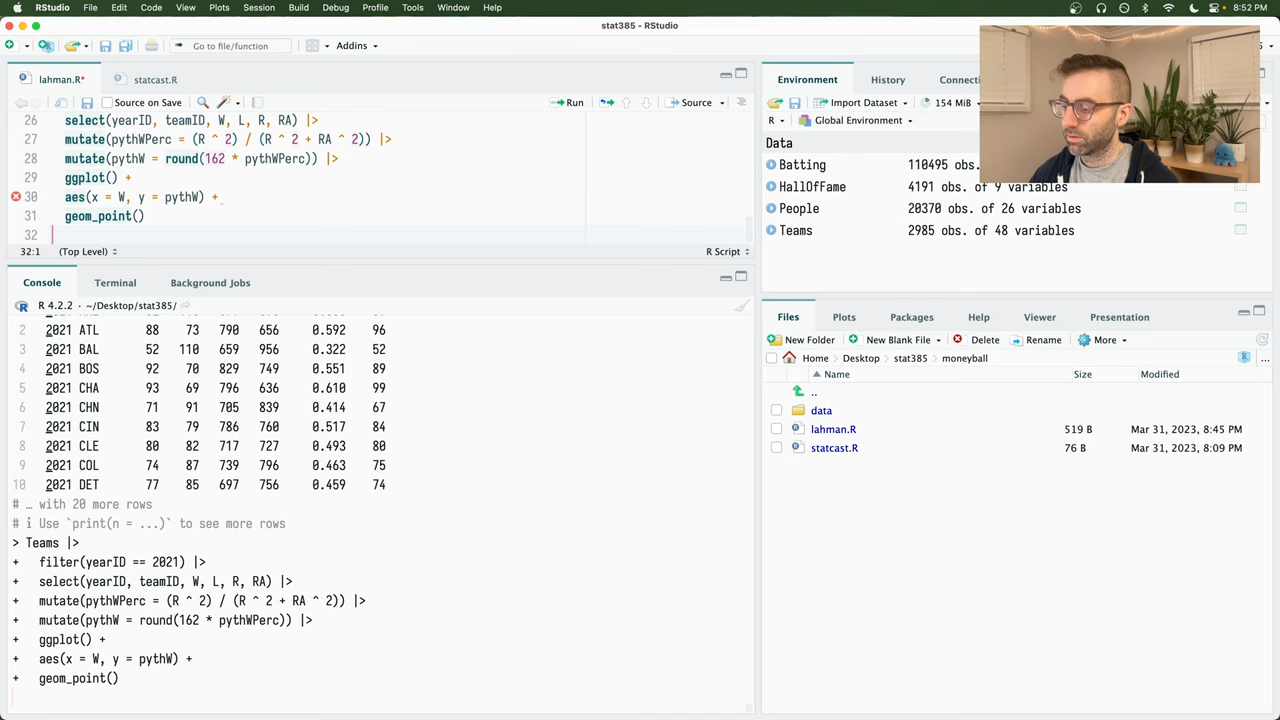 RStudio File Edit Code View Plots Session Build Debug Profile Tools Window Help 8:52 PM
stat385 - RStudio
Go to file/function Addins
lahman.R* statcast.R
Source on Save Run Source
26 select(yearID, teamID, W, L, R, RA) |>
27 mutate(pythWPerc = (R ^ 2) / (R ^ 2 + RA ^ 2)) |>
28 mutate(pythW = round(162 * pythWPerc)) |>
29 ggplot() +
30 aes(x = W, y = pythW) +
31 geom_point()
32
32:1 (Top Level) R Script
Console Terminal Background Jobs
R 4.2.2 · ~/Desktop/stat385/
2 2021 ATL 88 73 790 656 0.592 96
3 2021 BAL 52 110 659 956 0.322 52
4 2021 BOS 92 70 829 749 0.551 89
5 2021 CHA 93 69 796 636 0.610 99
6 2021 CHN 71 91 705 839 0.414 67
7 2021 CIN 83 79 786 760 0.517 84
8 2021 CLE 80 82 717 727 0.493 80
9 2021 COL 74 87 739 796 0.463 75
10 2021 DET 77 85 697 756 0.459 74
# … with 20 more rows
# ℹ Use `print(n = ...)` to see more rows
> Teams |>
+ filter(yearID == 2021) |>
+ select(yearID, teamID, W, L, R, RA) |>
+ mutate(pythWPerc = (R ^ 2) / (R ^ 2 + RA ^ 2)) |>
+ mutate(pythW = round(162 * pythWPerc)) |>
+ ggplot() +
+ aes(x = W, y = pythW) +
+ geom_point()
Environment History Connecti
Import Dataset 154 MiB
R Global Environment
Data
Batting 110495 obs.
HallOfFame 4191 obs. of 9 variables
People 20370 obs. of 26 variables
Teams 2985 obs. of 48 variables
Files Plots Packages Help Viewer Presentation
New Folder New Blank File Delete Rename More
Home Desktop stat385 moneyball ...
Name Size Modified
..
data
lahman.R 519 B Mar 31, 2023, 8:45 PM
statcast.R 76 B Mar 31, 2023, 8:09 PM